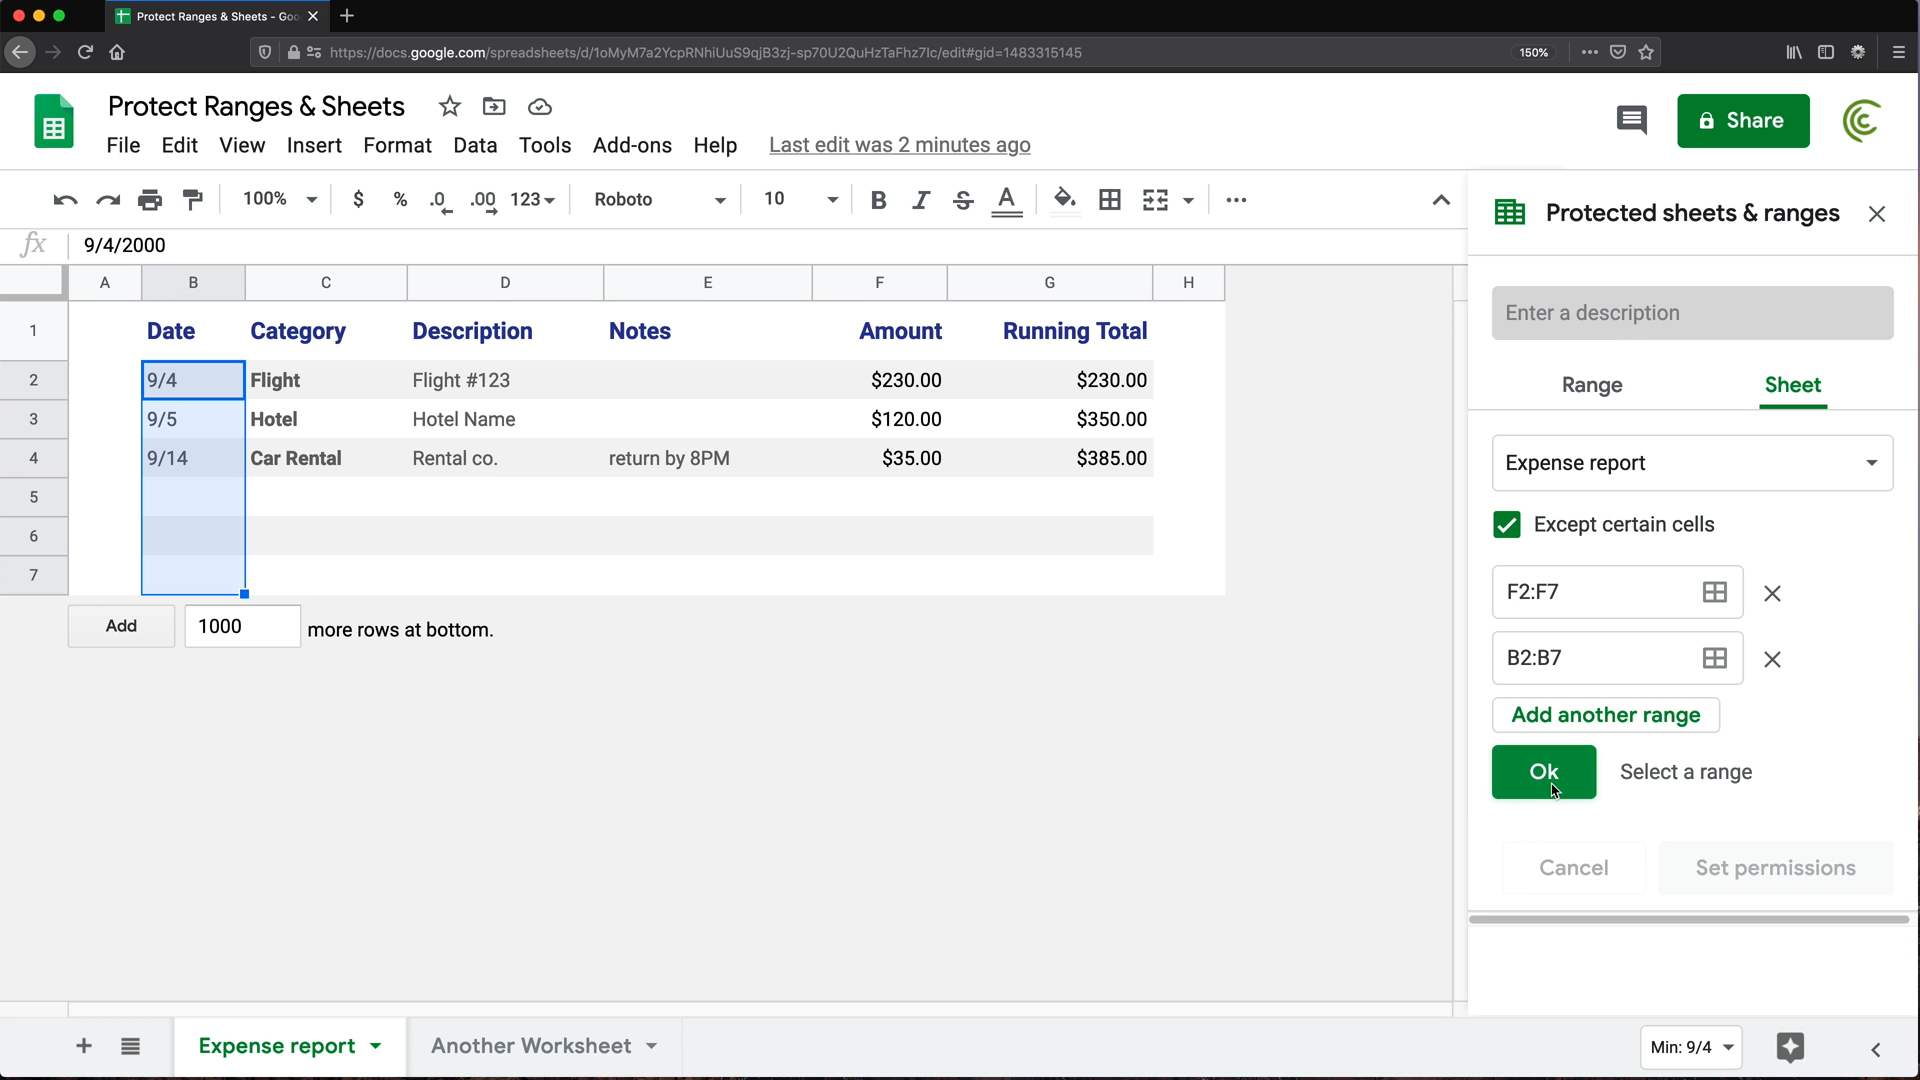 Protect Ranges & Sheets - Goo
https://docs.google.com/spreadsheets/d/1oMyM7a2YcpRNhiUuS9qjB3zj-sp70U2QuHzTaFhz7Ic/edit#gid=1483315145
150%
Protect Ranges & Sheets
Share
File Edit View Insert Format Data Tools Add-ons Help Last edit was 2 minutes ago
100% $ % .0 .00 123 Roboto 10 B I S A
Protected sheets & ranges
fx 9/4/2000
A B C D E F G H
1 Date Category Description Notes Amount Running Total
2 9/4 Flight Flight #123 $230.00 $230.00
3 9/5 Hotel Hotel Name $120.00 $350.00
4 9/14 Car Rental Rental co. return by 8PM $35.00 $385.00
5
6
7
Add 1000 more rows at bottom.
Enter a description
Range Sheet
Expense report
Except certain cells
F2:F7
B2:B7
Add another range
Ok Select a range
Cancel Set permissions
Expense report Another Worksheet
Min: 9/4